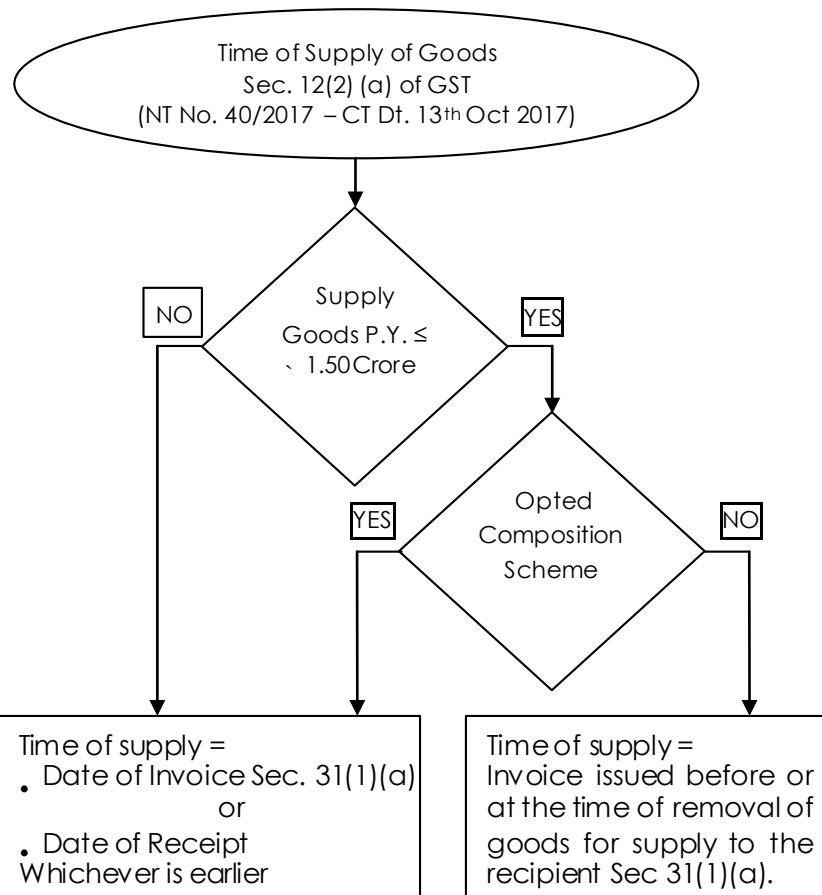 Time of Supply of Goods
Sec. 12(2) (a) of GST
(NT No. 40/2017 – CT Dt. 13th Oct 2017)
NO
Supply
Goods P.Y. ≤
` 1.50Crore
YES
YES
Opted
Composition
Scheme
NO
Time of supply =
• Date of Invoice Sec. 31(1)(a)
or
• Date of Receipt
Whichever is earlier
Time of supply =
Invoice issued before or
at the time of removal of
goods for supply to the
recipient Sec 31(1)(a).